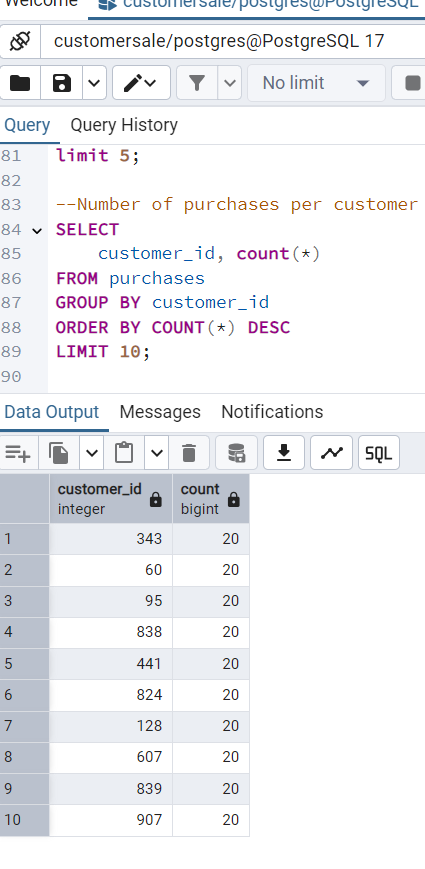 Welcome customersale/postgres@PostgreSQL
customersale/postgres@PostgreSQL 17
No limit
Query Query History
81 limit 5;
82
83 --Number of purchases per customer
84 SELECT
85 customer_id, count(*)
86 FROM purchases
87 GROUP BY customer_id
88 ORDER BY COUNT(*) DESC
89 LIMIT 10;
90
Data Output Messages Notifications
SQL
customer_id count
integer bigint
1 343 20
2 60 20
3 95 20
4 838 20
5 441 20
6 824 20
7 128 20
8 607 20
9 839 20
10 907 20